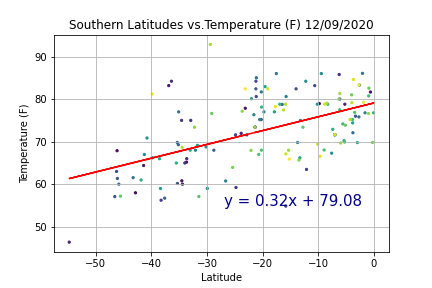 Southern Latitudes vs.Temperature (F) 12/09/2020
Temperature (F)
90
80
70
60
50
y = 0.32x + 79.08
−50
−40
−30
−20
−10
0
Latitude